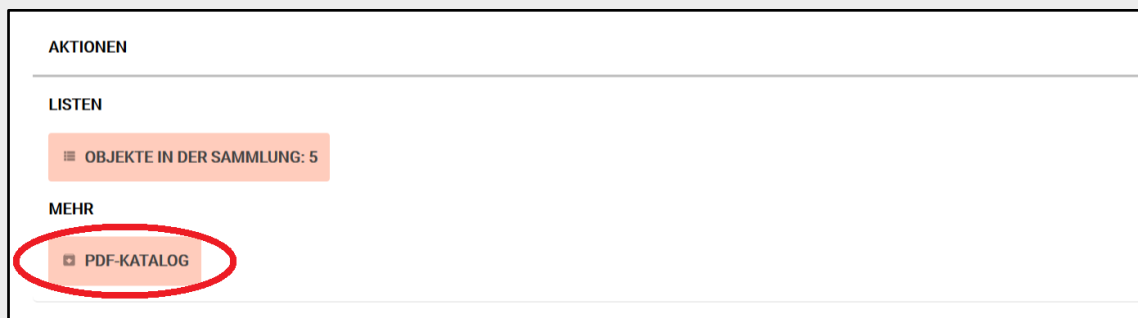 AKTIONEN
LISTEN
OBJEKTE IN DER SAMMLUNG: 5
MEHR
PDF-KATALOG